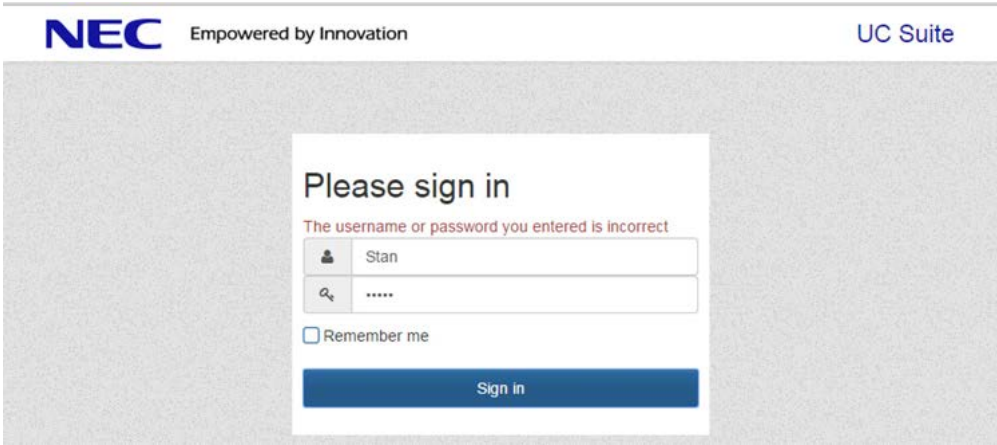 NEC Empowered by Innovation UC Suite
Please sign in
The username or password you entered is incorrect
Stan
•••••
Remember me
Sign in